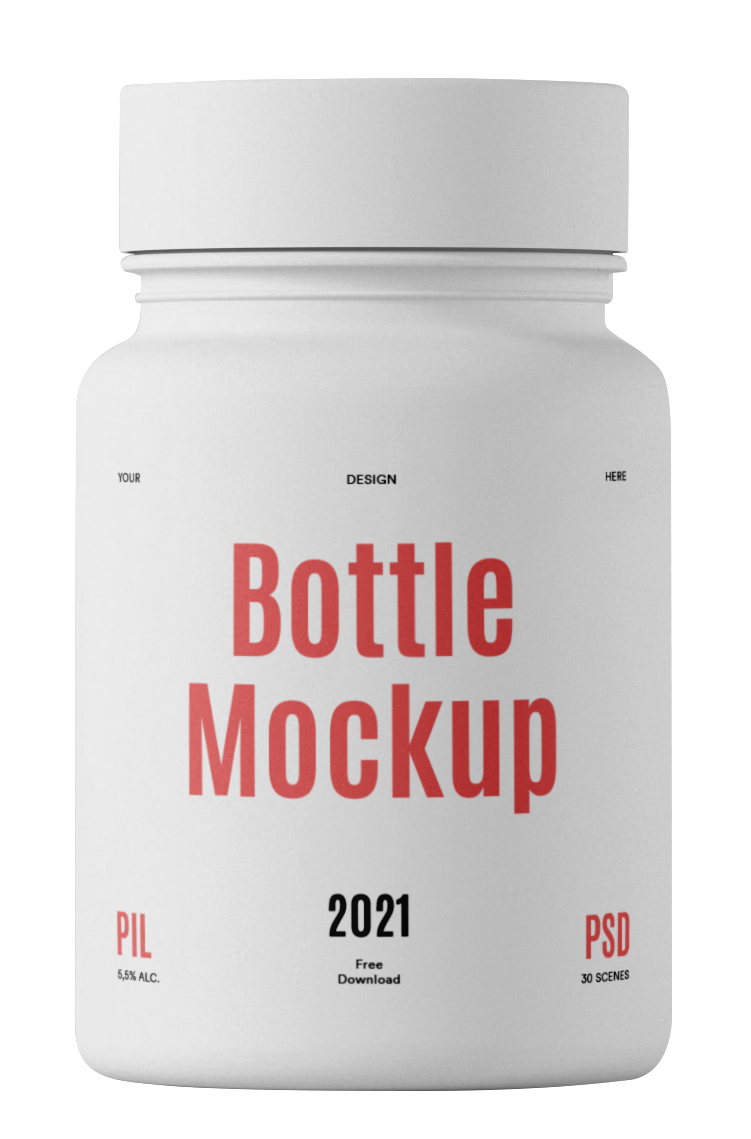 YOUR DESIGN HERE
Bottle
Mockup
2021
PIL PSD
5,5% ALC. Free 30 SCENES
Download